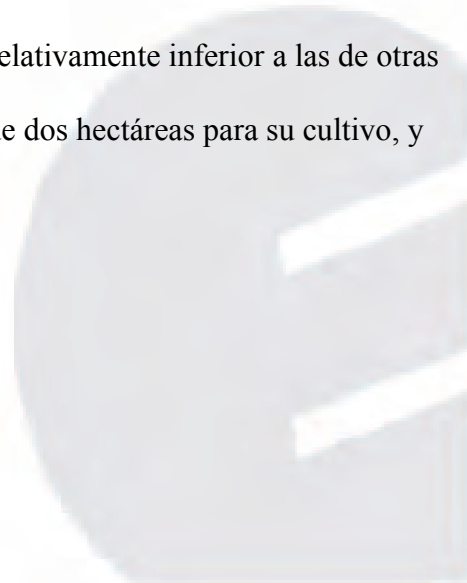 elativamente inferior a las de otras
e dos hectáreas para su cultivo, y